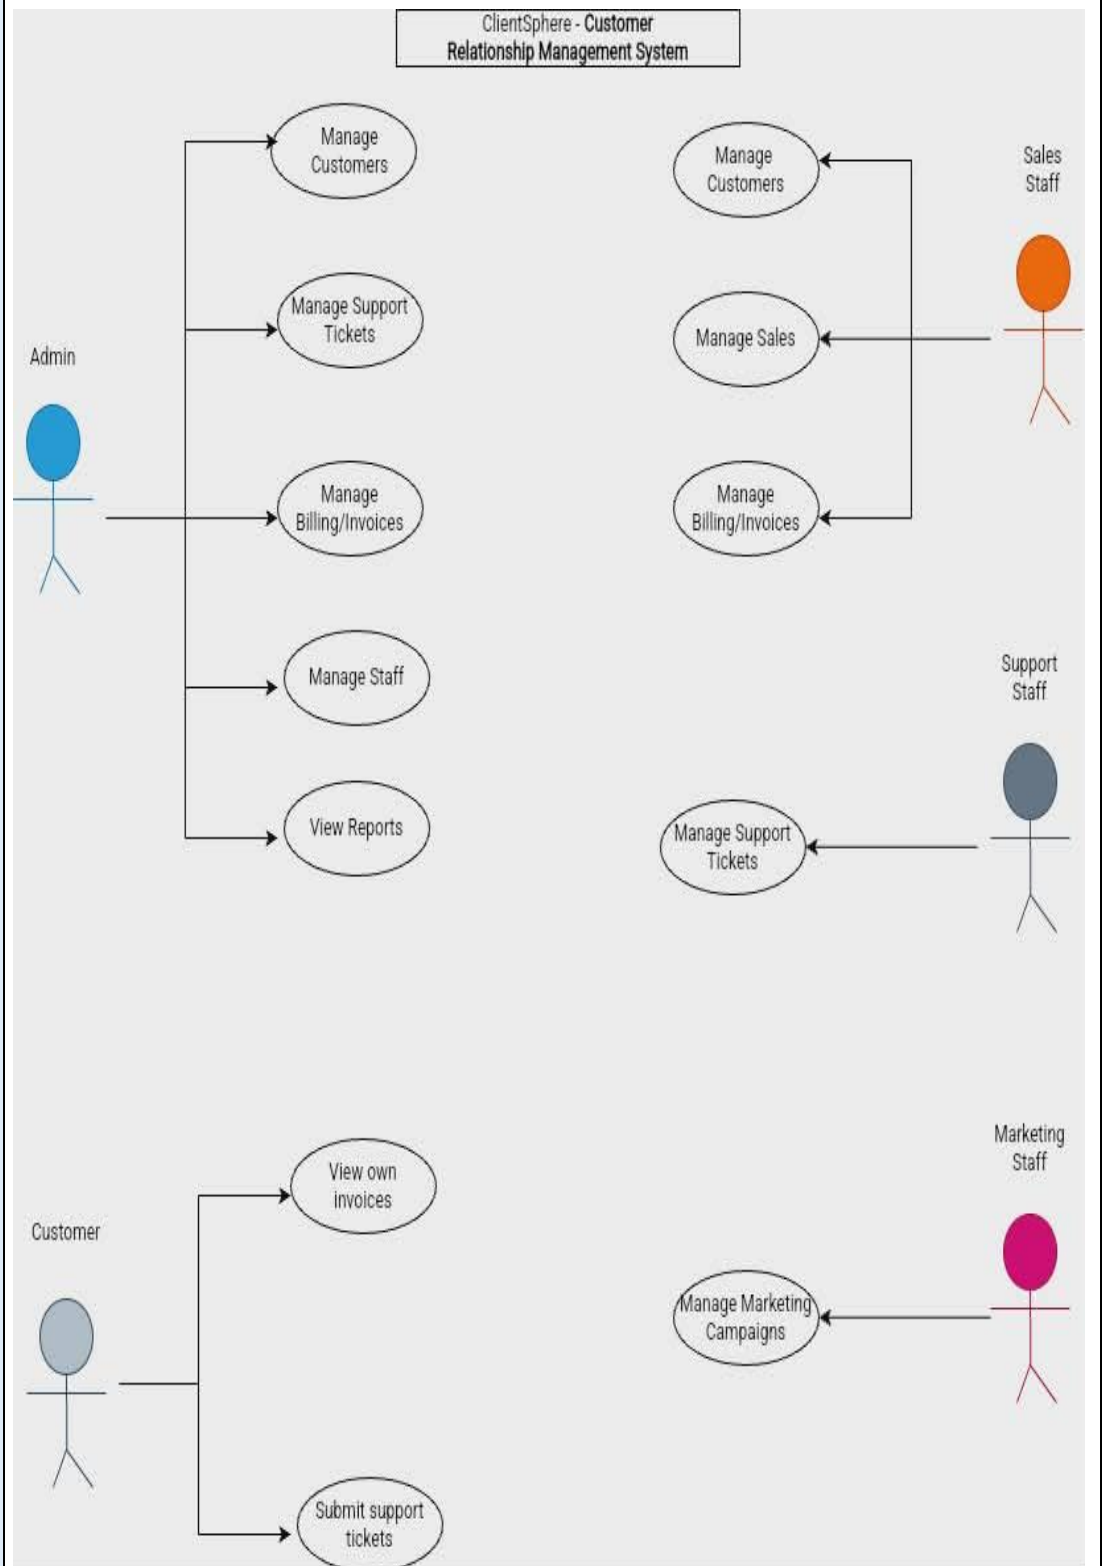 ClientSphere - Customer
Relationship Management System
Manage
Customers
Manage
Customers
Sales
Staff
Manage Support
Tickets
Manage Sales
Admin
Manage
Billing/Invoices
Manage
Billing/Invoices
Manage Staff
Support
Staff
View Reports
Manage Support
Tickets
Marketing
Staff
View own
invoices
Customer
Manage Marketing
Campaigns
Submit support
tickets